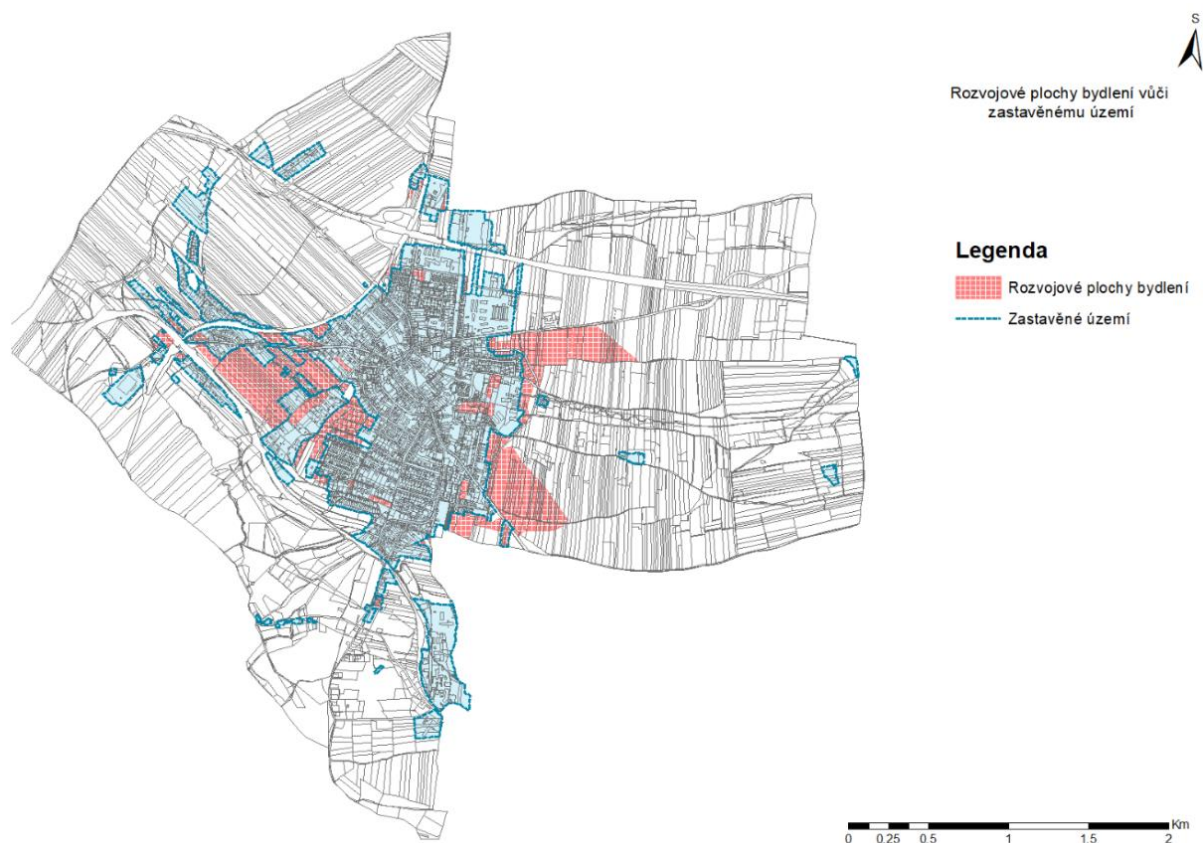 S
Rozvojové plochy bydlení vůči
zastavěnému území
Legenda
Rozvojové plochy bydlení
Zastavěné území
Km
0 0.25 0.5 1 1.5 2